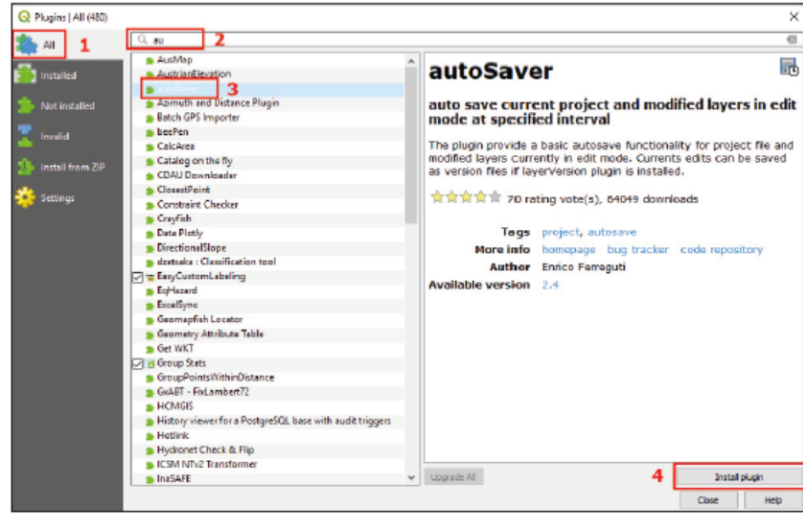 Plugins | All (480)
All
1
au
2
Installed
Not installed
Invalid
Install from ZIP
Settings
AusMap
AustrianElevation
autoSaver
3
Azimuth and Distance Plugin
Batch GPS Importer
beePen
CalcArea
Catalog on the fly
CDAU Downloader
ClosestPoint
Constraint Checker
Crayfish
Data Plotly
DirectionalSlope
dzetsaka : Classification tool
EasyCustomLabeling
EqHazard
ExcelSync
Geomapfish Locator
Geometry Attribute Table
Get WKT
Group Stats
GroupPointsWithinDistance
GxABT - FixLambert72
HCMGIS
History viewer for a PostgreSQL base with audit triggers
Hotlink
Hydronet Check & Flip
ICSM NTv2 Transformer
InaSAFE
autoSaver
auto save current project and modified layers in edit
mode at specified interval
The plugin provide a basic autosave functionality for project file and
modified layers currently in edit mode. Currents edits can be saved
as version files if layerVersion plugin is installed.
70 rating vote(s), 64049 downloads
Tags project, autosave
More info homepage bug tracker code repository
Author Enrico Ferreguti
Available version 2.4
Upgrade All
4
Install plugin
Close
Help